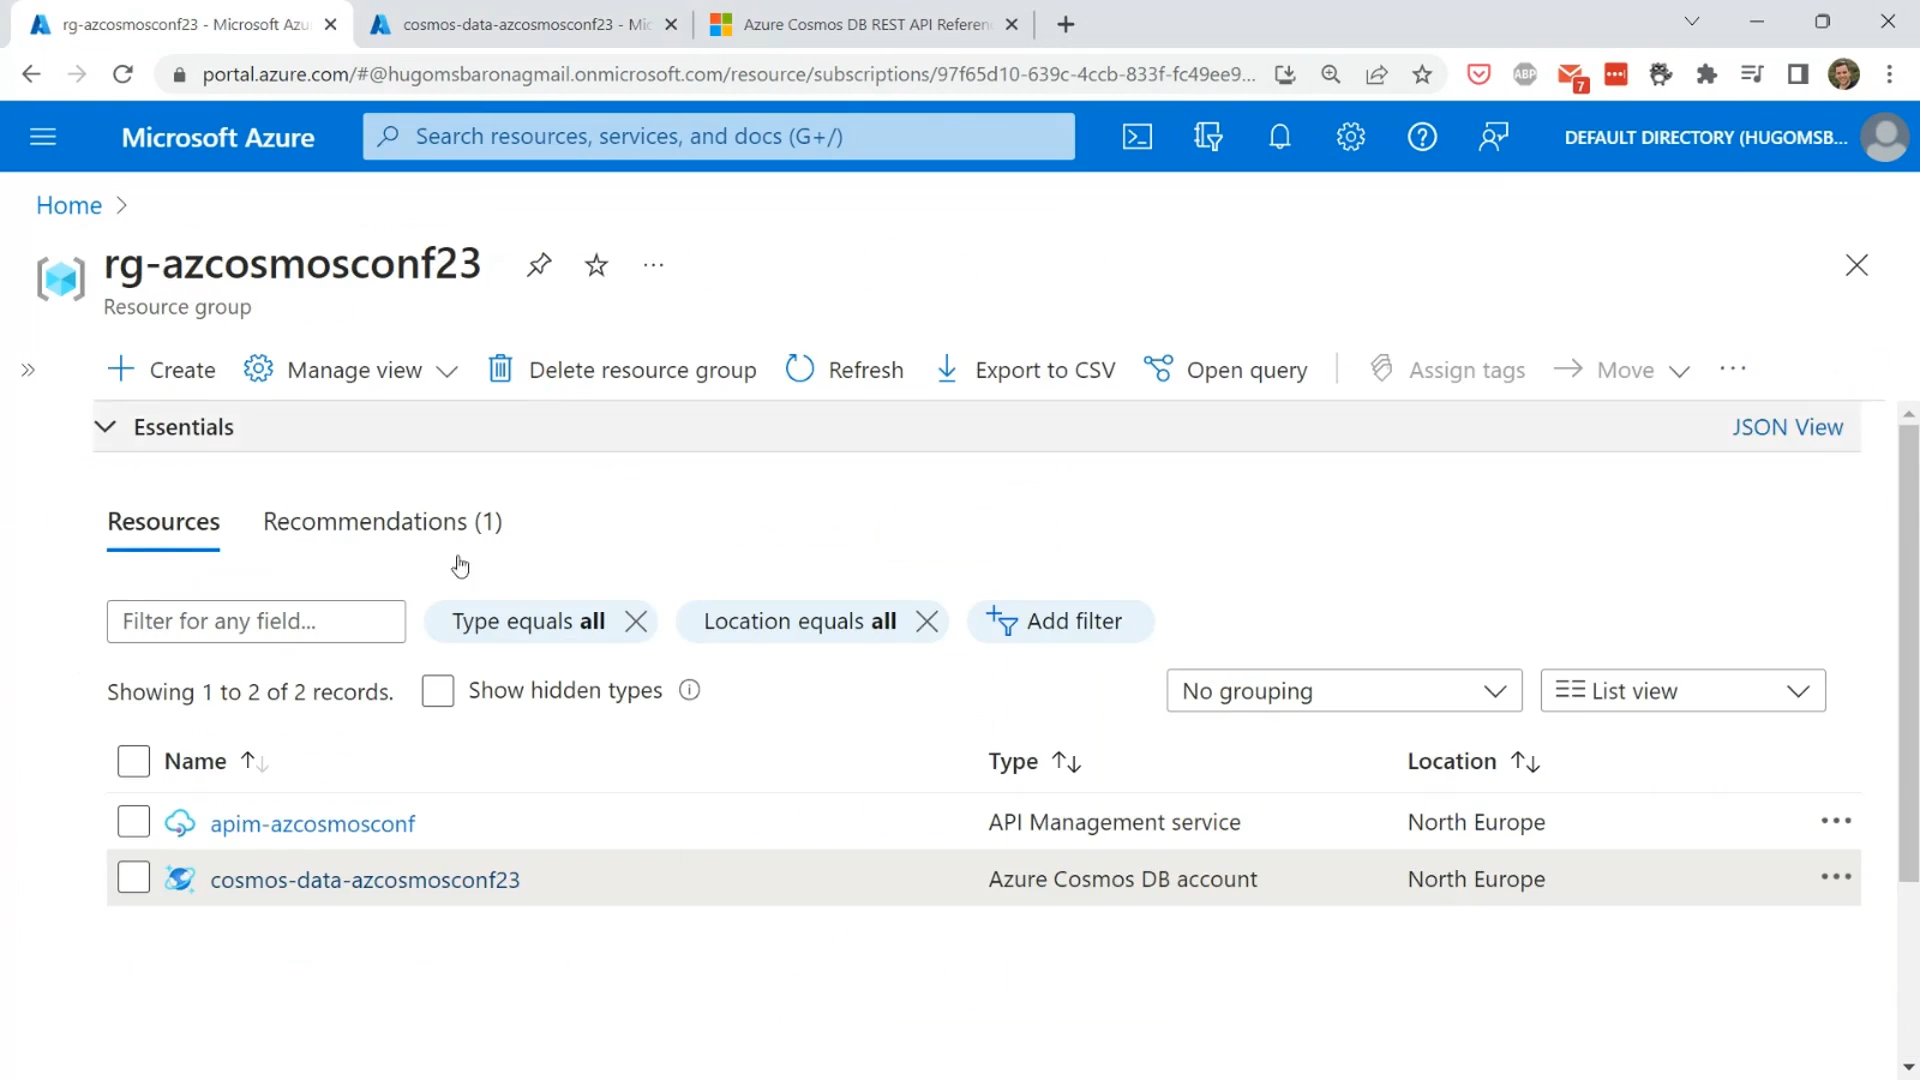 rg-azcosmosconf23 - Microsoft Azu
cosmos-data-azcosmosconf23 - Mic
Azure Cosmos DB REST API Referen
portal.azure.com/#@hugomsbaronagmail.onmicrosoft.com/resource/subscriptions/97f65d10-639c-4ccb-833f-fc49ee9...
ABP
7
Microsoft Azure
Search resources, services, and docs (G+/)
DEFAULT DIRECTORY (HUGOMSB...
Home
rg-azcosmosconf23
Resource group
Create
Manage view
Delete resource group
Refresh
Export to CSV
Open query
Assign tags
Move
Essentials
JSON View
Resources
Recommendations (1)
Filter for any field...
Type equals all
Location equals all
Add filter
Showing 1 to 2 of 2 records.
Show hidden types
No grouping
List view
Name
Type
Location
apim-azcosmosconf
API Management service
North Europe
cosmos-data-azcosmosconf23
Azure Cosmos DB account
North Europe